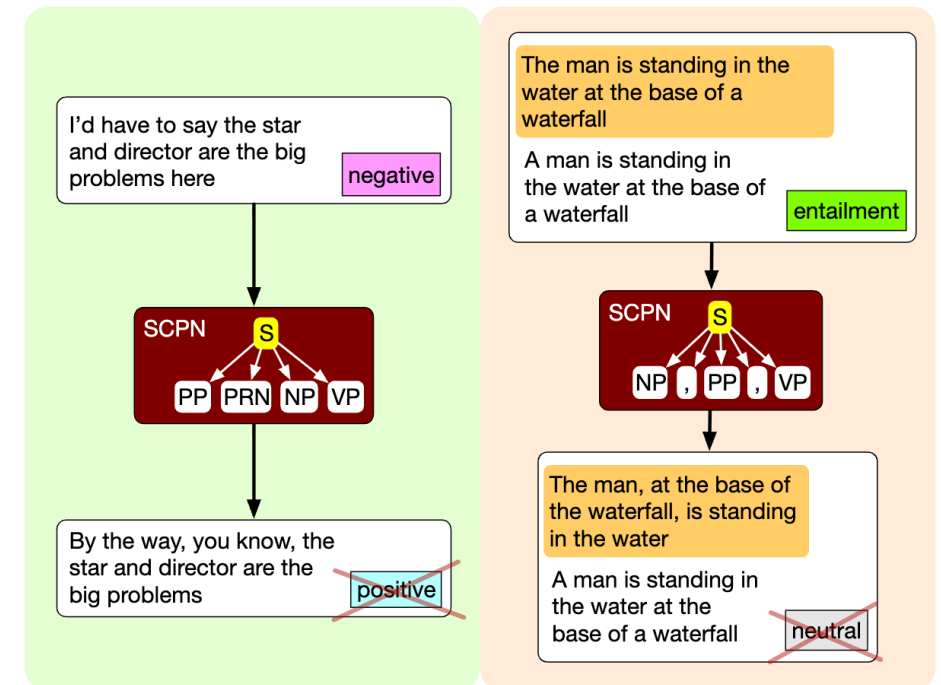 I'd have to say the star
and director are the big
problems here
negative
SCPN
S
PP PRN NP VP
By the way, you know, the
star and director are the
big problems
positive
The man is standing in the
water at the base of a
waterfall
A man is standing in
the water at the base of
a waterfall
entailment
SCPN
S
NP , PP , VP
The man, at the base of
the waterfall, is standing
in the water
A man is standing in
the water at the
base of a waterfall
neutral